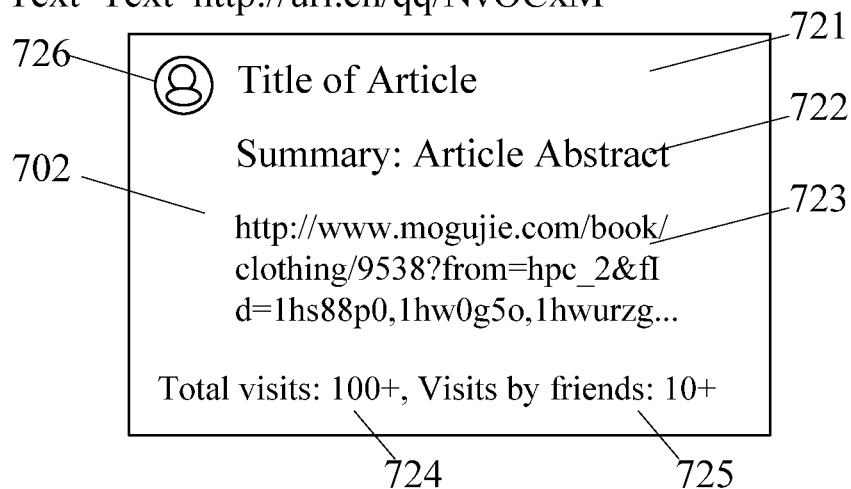 721
726
Title of Article
722
Summary: Article Abstract
702
723
http://www.mogujie.com/book/
clothing/9538?from=hpc_2&fI
d=1hs88p0,1hw0g5o,1hwurzg...
Total visits: 100+, Visits by friends: 10+
724
725